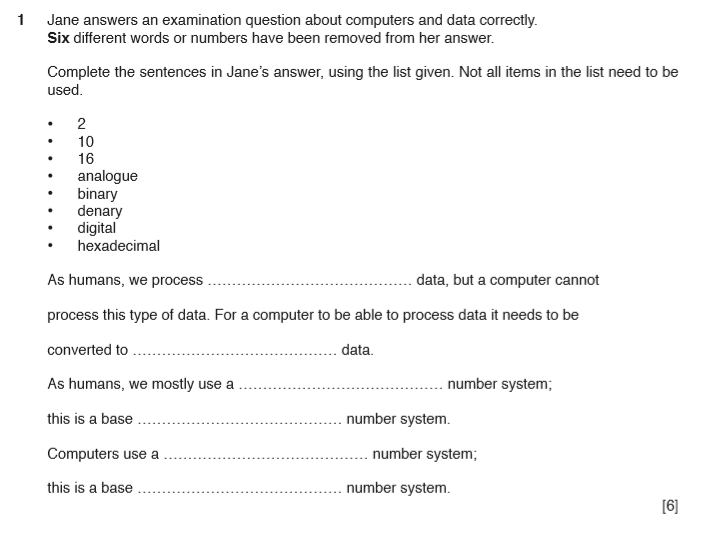 1 Jane answers an examination question about computers and data correctly.
Six different words or numbers have been removed from her answer.
Complete the sentences in Jane’s answer, using the list given. Not all items in the list need to be
used.
• 2
• 10
• 16
• analogue
• binary
• denary
• digital
• hexadecimal
As humans, we process .......................................... data, but a computer cannot
process this type of data. For a computer to be able to process data it needs to be
converted to .......................................... data.
As humans, we mostly use a .......................................... number system;
this is a base .......................................... number system.
Computers use a .......................................... number system;
this is a base .......................................... number system.
[6]